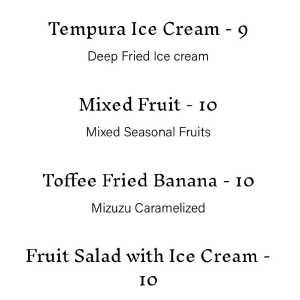 Tempura Ice Cream - 9
Deep Fried Ice cream
Mixed Fruit - 10
Mixed Seasonal Fruits
Toffee Fried Banana - 10
Mizuzu Caramelized
Fruit Salad with Ice Cream -
10